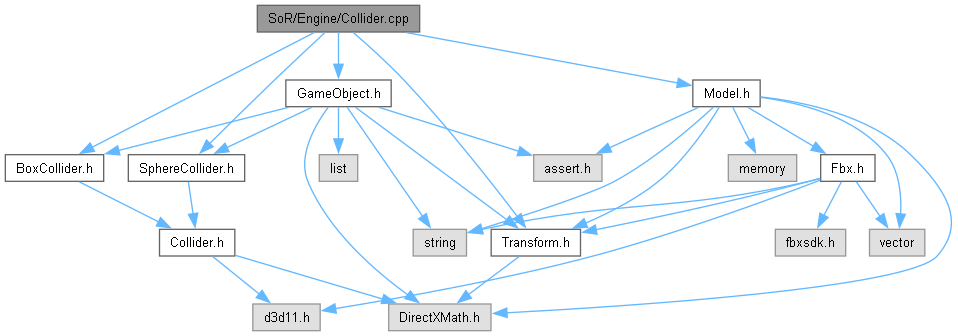 SoR/Engine/Collider.cpp
GameObject.h
Model.h
BoxCollider.h
SphereCollider.h
list
assert.h
memory
Fbx.h
Collider.h
string
Transform.h
fbxsdk.h
vector
d3d11.h
DirectXMath.h